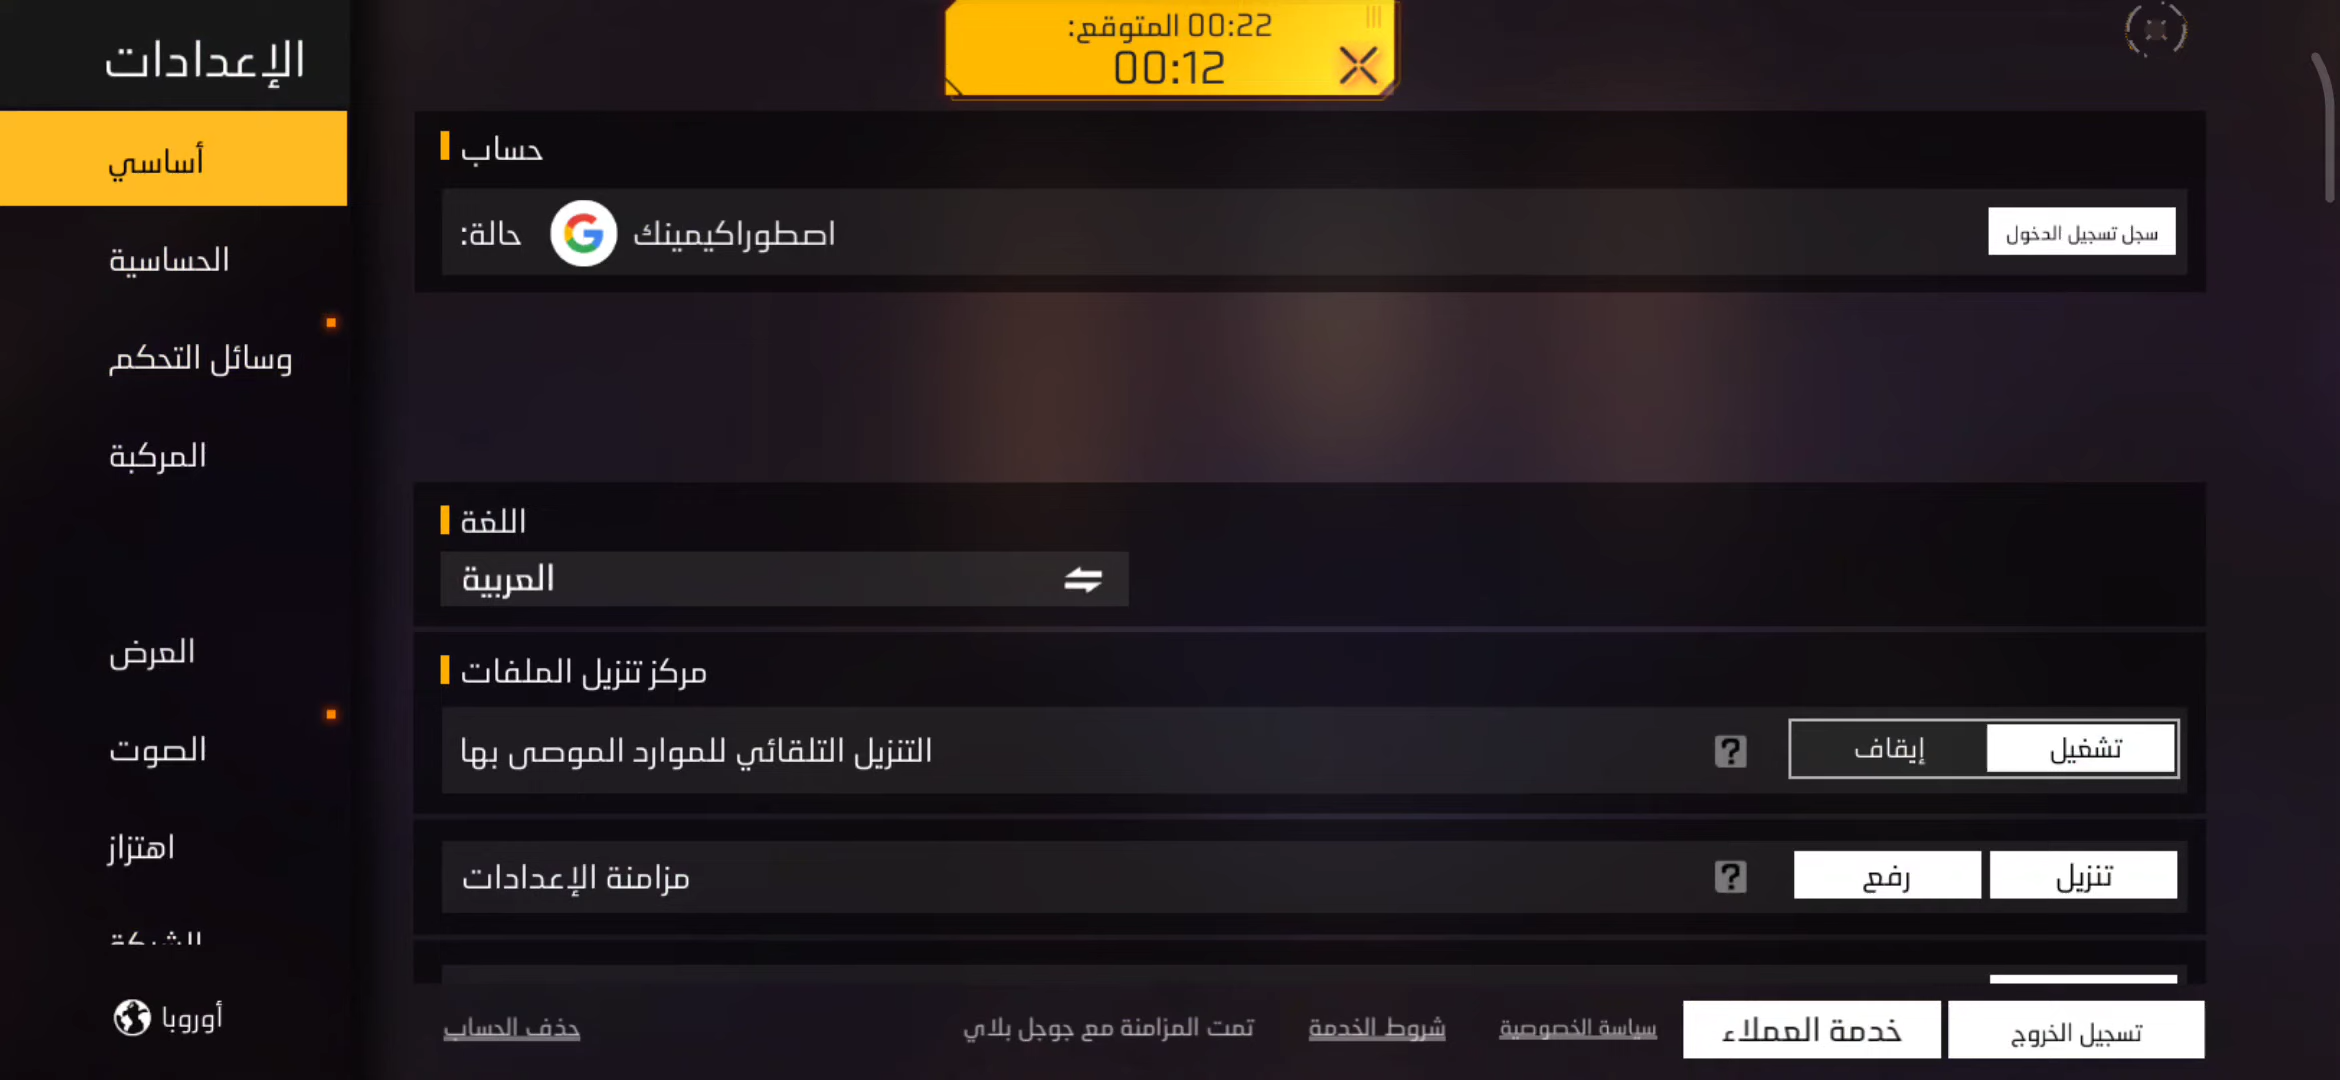 الإعدادات
أساسي
الحساسية
وسائل التحكم
المركبة
العرض
الصوت
اهتزاز
الشبكة
أوروبا
00:22 المتوقع:
00:12
حساب
حالة: G اصطوراكيمينك
سجل تسجيل الدخول
اللغة
العربية
مركز تنزيل الملفات
التنزيل التلقائي للموارد الموصى بها
? إيقاف تشغيل
مزامنة الإعدادات
? رفع تنزيل
حذف الحساب
تمت المزامنة مع جوجل بلاي
شروط الخدمة
سياسة الخصوصية
خدمة العملاء
تسجيل الخروج